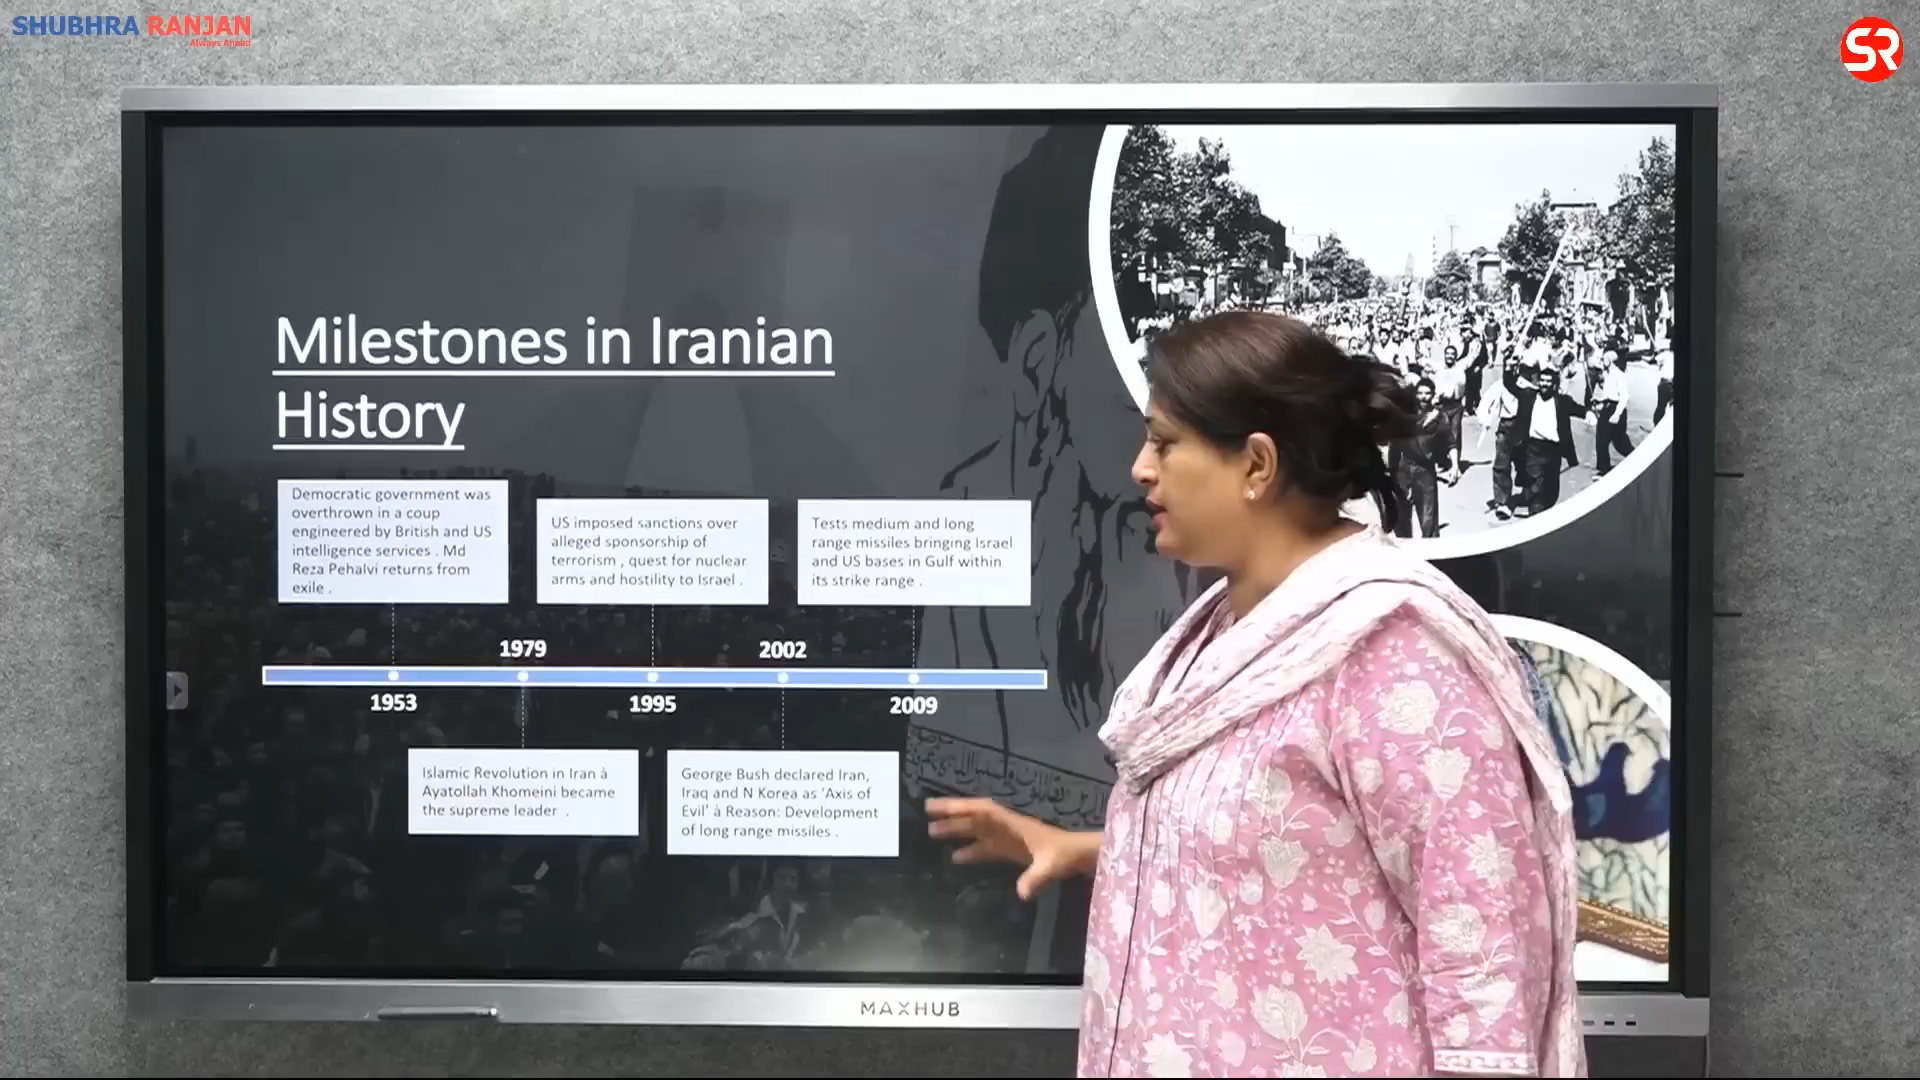 SHUBHRA RANJAN
Always Ahead
SR
Milestones in Iranian
History
Democratic government was
overthrown in a coup
engineered by British and US
intelligence services . Md
Reza Pehalvi returns from
exile .
US imposed sanctions over
alleged sponsorship of
terrorism , quest for nuclear
arms and hostility to Israel .
Tests medium and long
range missiles bringing Israel
and US bases in Gulf within
its strike range .
1979
2002
1953
1995
2009
Islamic Revolution in Iran à
Ayatollah Khomeini became
the supreme leader .
George Bush declared Iran,
Iraq and N Korea as ‘Axis of
Evil’ à Reason: Development
of long range missiles .
MAXHUB